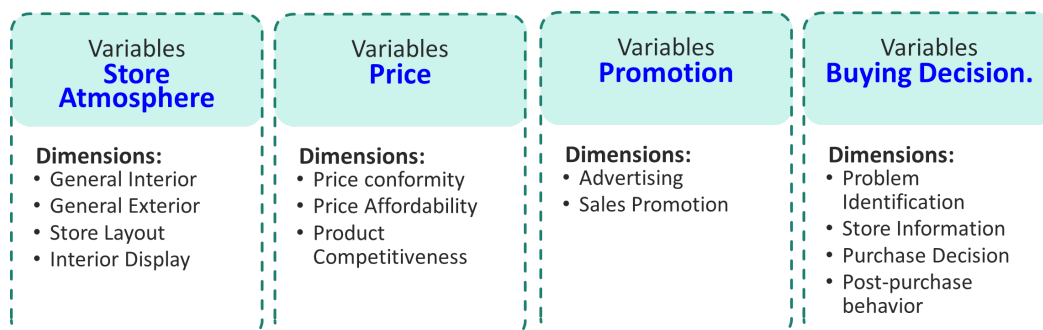 Variables
Store
Atmosphere
Dimensions:
• General Interior
• General Exterior
• Store Layout
• Interior Display
Variables
Price
Dimensions:
• Price conformity
• Price Affordability
• Product
Competitiveness
Variables
Promotion
Dimensions:
• Advertising
• Sales Promotion
Variables
Buying Decision.
Dimensions:
• Problem
Identification
• Store Information
• Purchase Decision
• Post-purchase
behavior